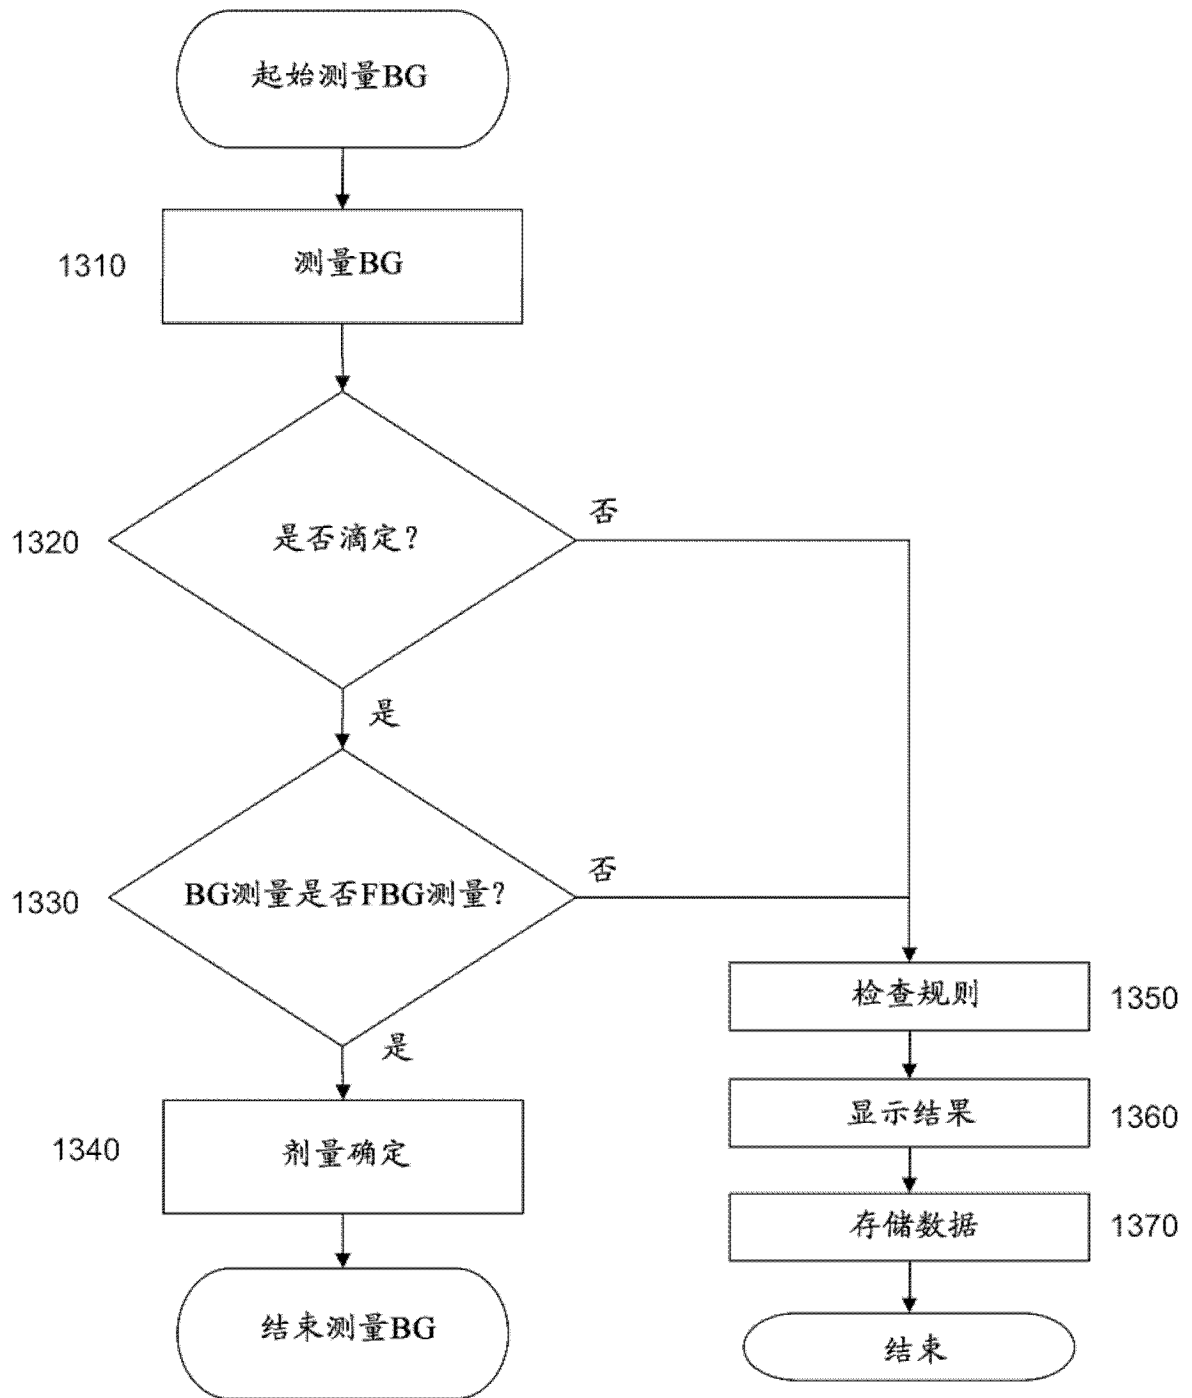 起始测量BG
1310
测量BG
1320
是否滴定?
否
是
1330
BG测量是否FBG测量?
否
是
检查规则
1350
1340
剂量确定
显示结果
1360
存储数据
1370
结束测量BG
结束